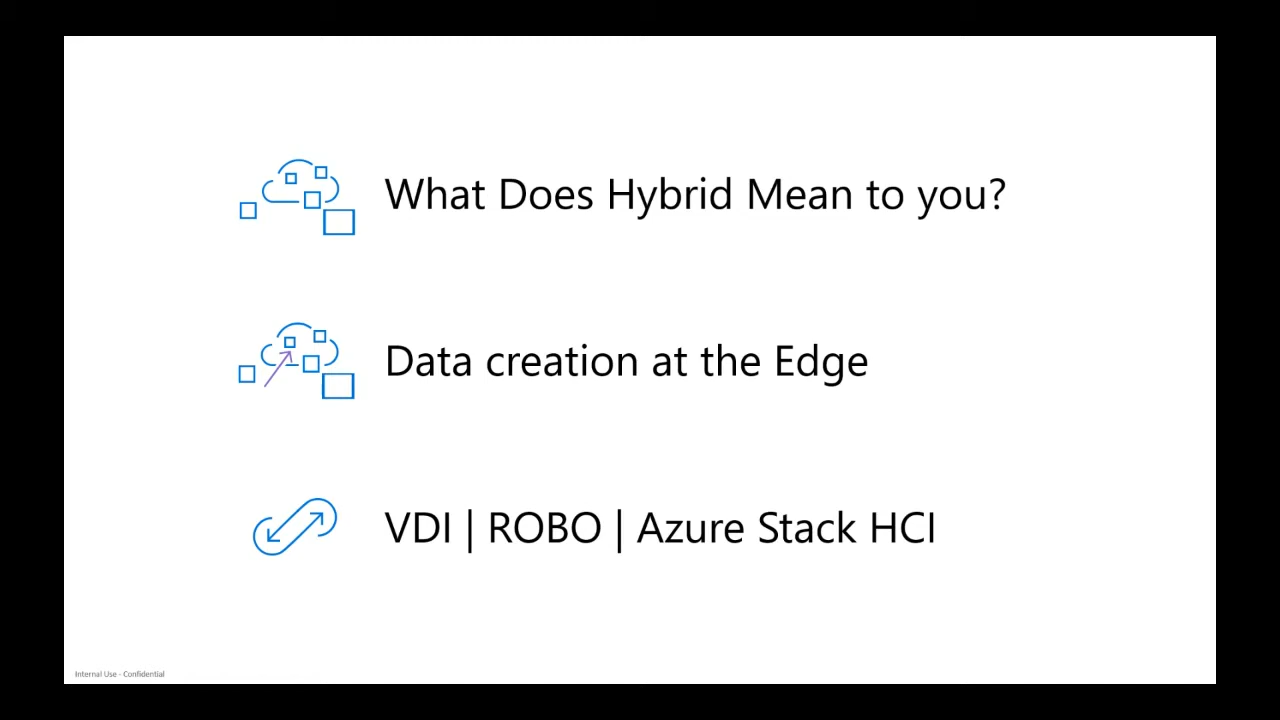 What Does Hybrid Mean to you?
Data creation at the Edge
VDI | ROBO | Azure Stack HCI
Internal Use - Confidential